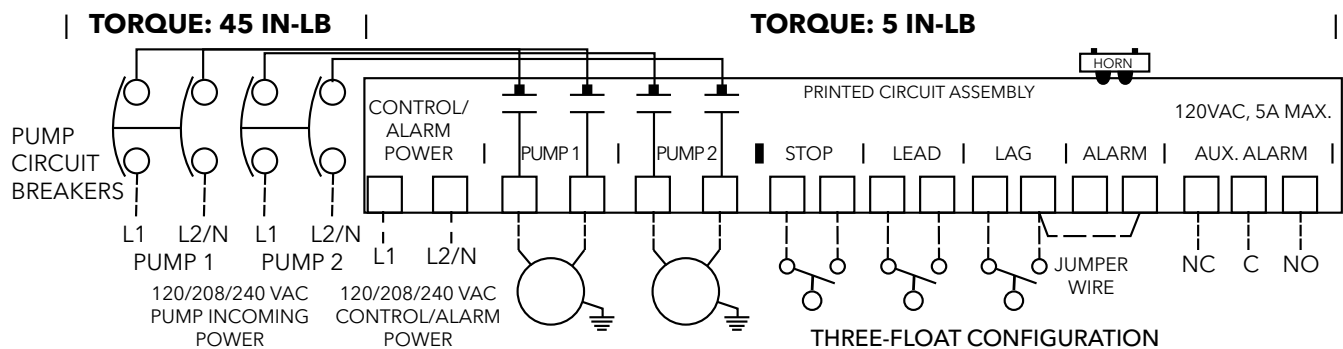 TORQUE: 45 IN-LB
TORQUE: 5 IN-LB
HORN
PRINTED CIRCUIT ASSEMBLY
120VAC, 5A MAX.
CONTROL/
ALARM
POWER
PUMP 1
PUMP 2
STOP
LEAD
LAG
ALARM
AUX. ALARM
PUMP
CIRCUIT
BREAKERS
L1
L2/N
L1
L2/N
L1
L2/N
PUMP 1
PUMP 2
NC
C
NO
JUMPER
WIRE
120/208/240 VAC
PUMP INCOMING
POWER
120/208/240 VAC
CONTROL/ALARM
POWER
THREE-FLOAT CONFIGURATION